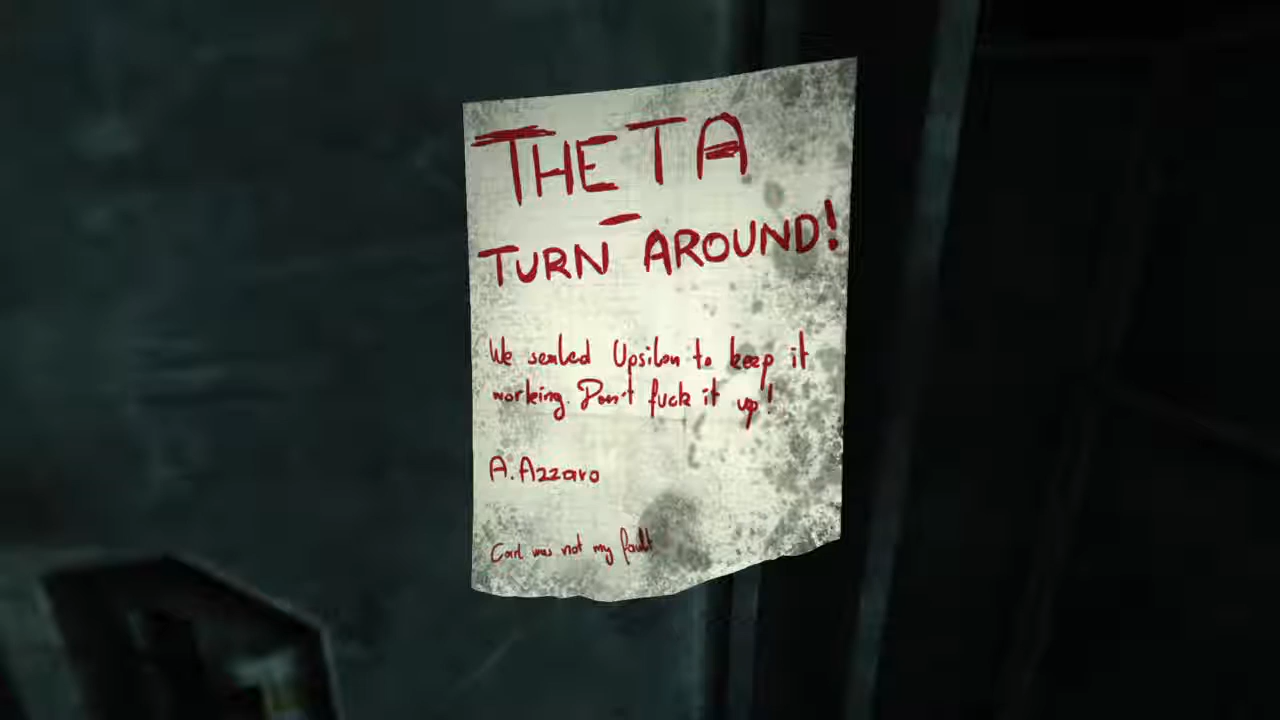 THETA
TURN AROUND!
We sealed Upsilon to keep it
working. Don't fuck it up!
A.Azzaro
Carl was not my fault